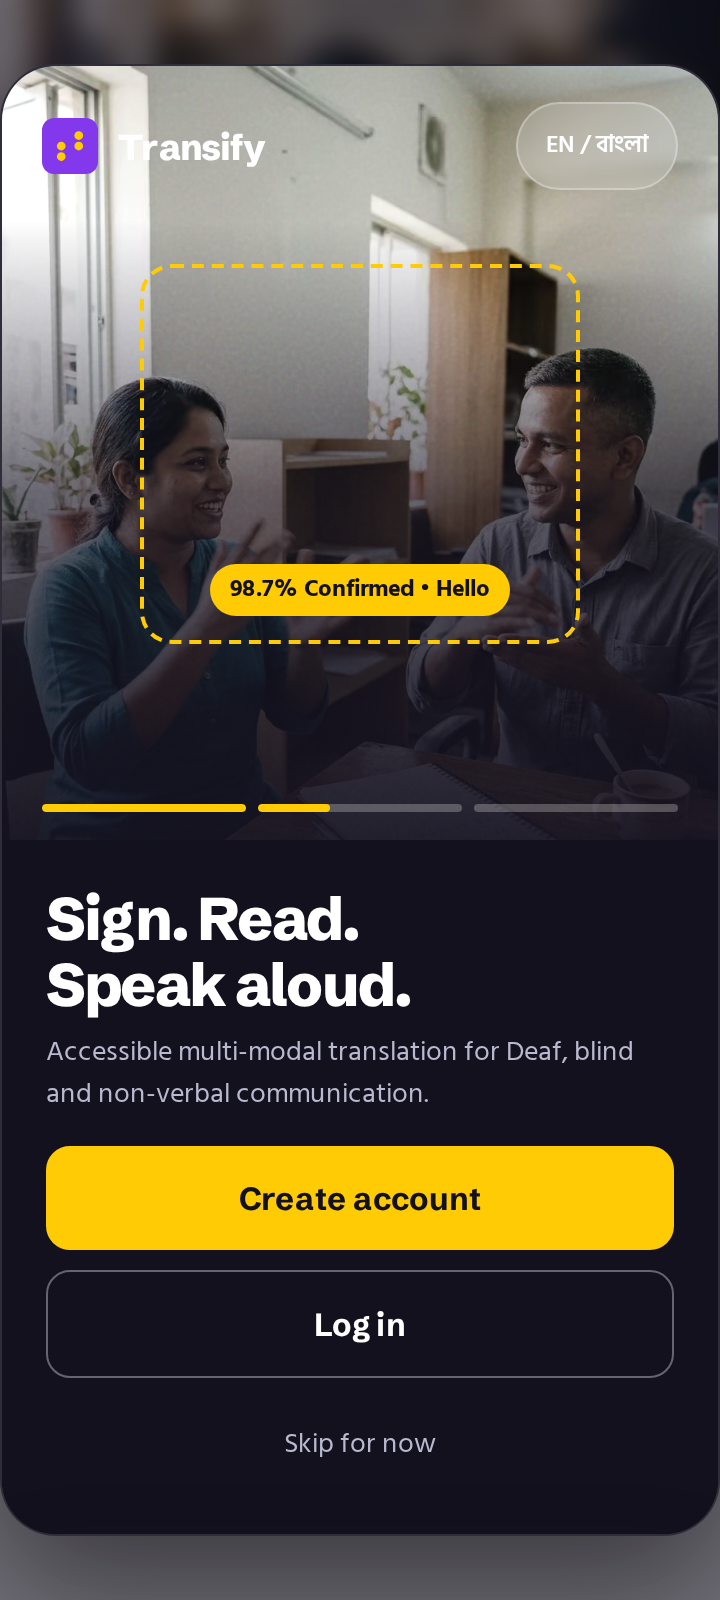 Transify
EN / বাংলা
98.7% Confirmed • Hello
Sign. Read.
Speak aloud.
Accessible multi-modal translation for Deaf, blind
and non-verbal communication.
Create account
Log in
Skip for now